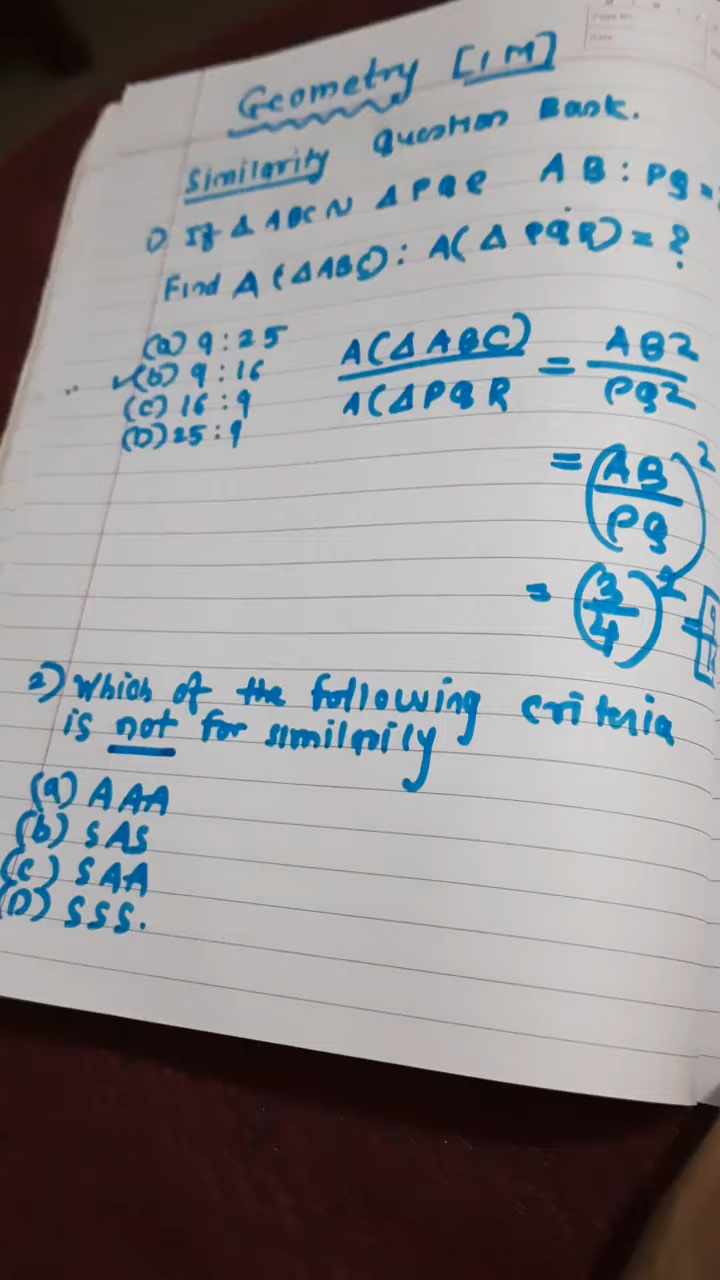 Geometry [1M]
Similarity Question Bank.
1) If Δ ABC ~ Δ PQR AB : PQ =
Find A (ΔABC) : A(Δ PQR) = ?
(a) 9 : 25
(b) 9 : 16
(c) 16 : 9
(D) 25 : 9
A(Δ ABC) / A(ΔPQR = AB2 / PQ2
= (AB / PQ)2
= (3/4)2 =
2) Which of the following criteria
is not for similarity
(a) AAA
(b) SAS
(c) SAA
(D) SSS.